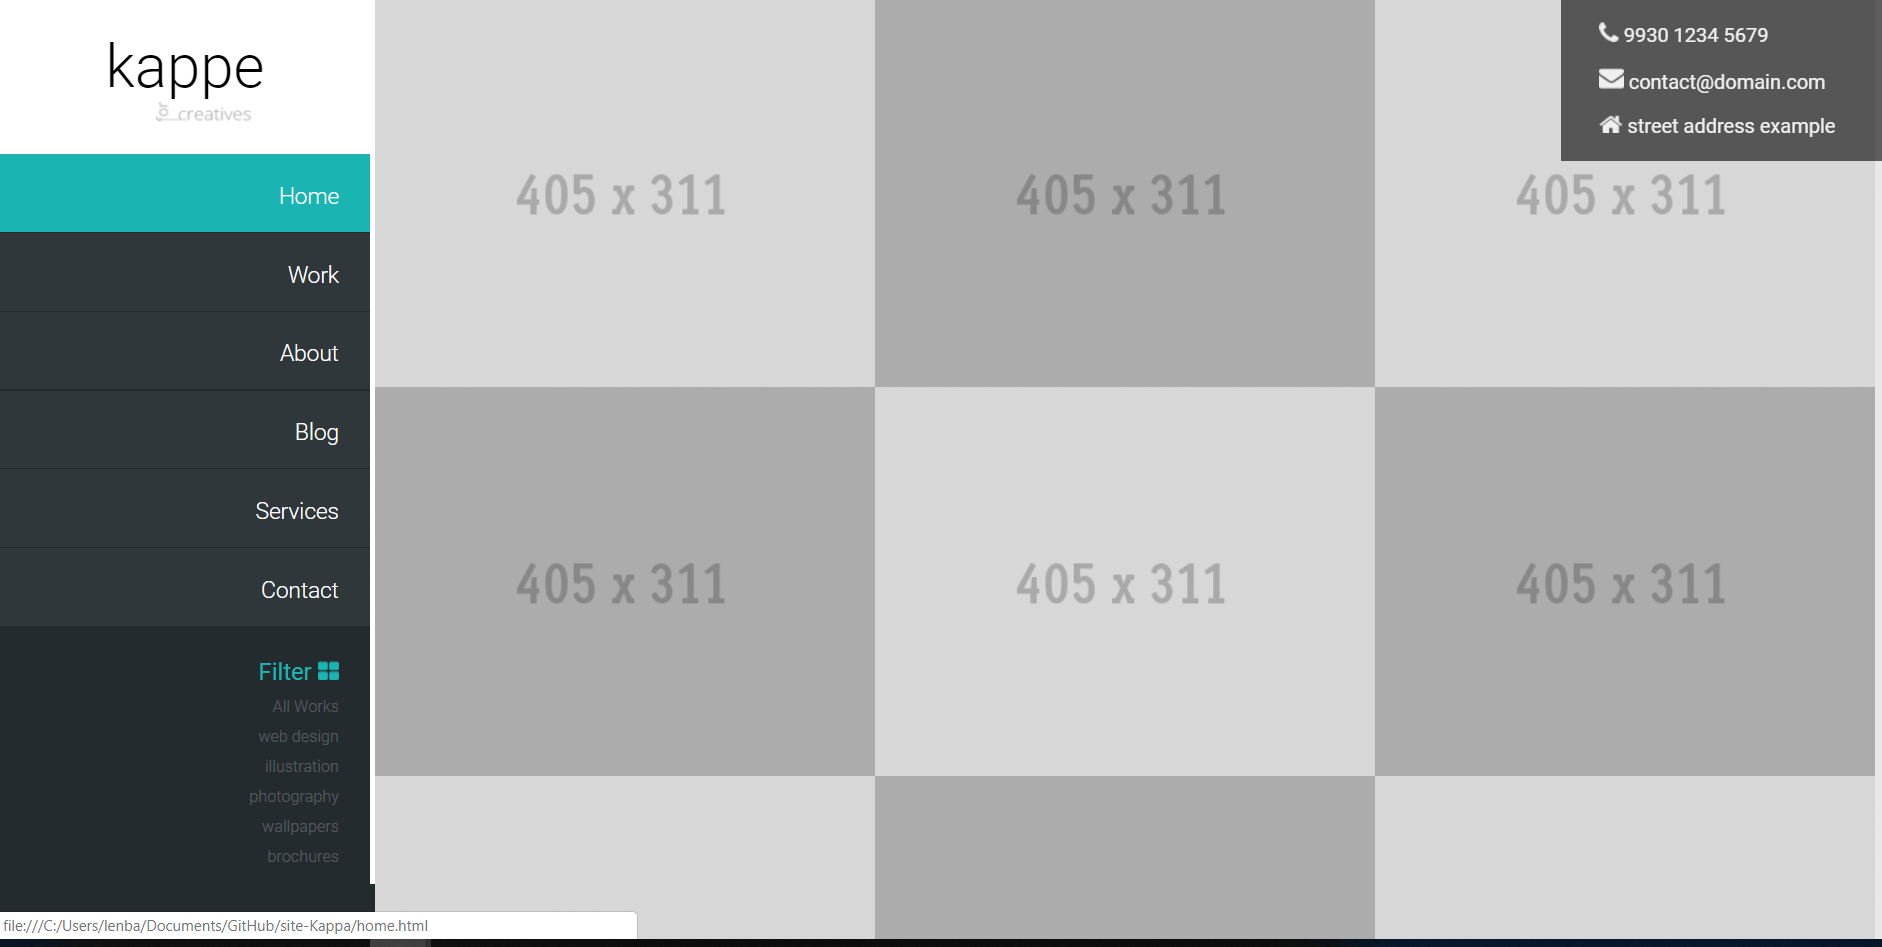 kappe
for creatives
Home
Work
About
Blog
Services
Contact
Filter
All Works
web design
illustration
photography
wallpapers
brochures
405 x 311
405 x 311
405 x 311
405 x 311
405 x 311
405 x 311
9930 1234 5679
contact@domain.com
street address example
file:///C:/Users/lenba/Documents/GitHub/site-Kappa/home.html